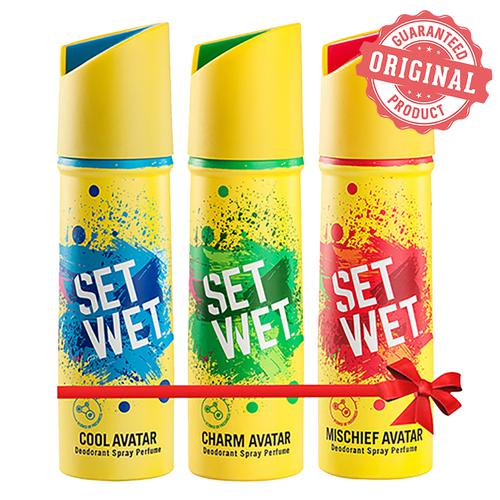 GUARANTEED
ORIGINAL
PRODUCT
SET
WET
SET
WET
SET
WET
COOL AVATAR
Deodorant Spray Perfume
CHARM AVATAR
Deodorant Spray Perfume
MISCHIEF AVATAR
Deodorant Spray Perfume